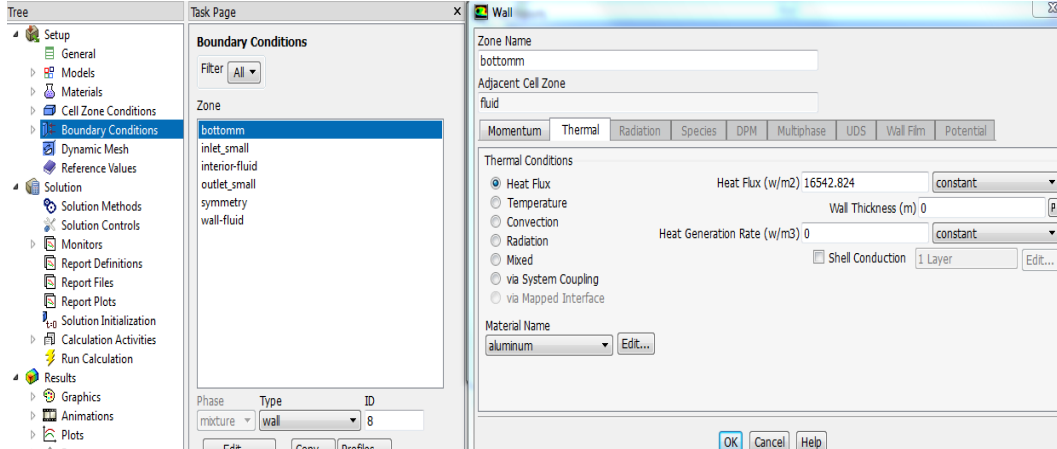 Tree
Setup
General
Models
Materials
Cell Zone Conditions
Boundary Conditions
Dynamic Mesh
Reference Values
Solution
Solution Methods
Solution Controls
Monitors
Report Definitions
Report Files
Report Plots
t=0 Solution Initialization
Calculation Activities
Run Calculation
Results
Graphics
Animations
Plots
Task Page x
Boundary Conditions
Filter All
Zone
bottomm
inlet_small
interior-fluid
outlet_small
symmetry
wall-fluid
Phase Type ID
mixture wall 8
Edit... Copy... Profiles...
Wall
Zone Name
bottomm
Adjacent Cell Zone
fluid
Momentum Thermal Radiation Species DPM Multiphase UDS Wall Film Potential
Thermal Conditions
Heat Flux
Temperature
Convection
Radiation
Mixed
via System Coupling
via Mapped Interface
Heat Flux (w/m2) 16542.824 constant
Wall Thickness (m) 0 P
Heat Generation Rate (w/m3) 0 constant
Shell Conduction 1 Layer Edit...
Material Name
aluminum Edit...
OK Cancel Help